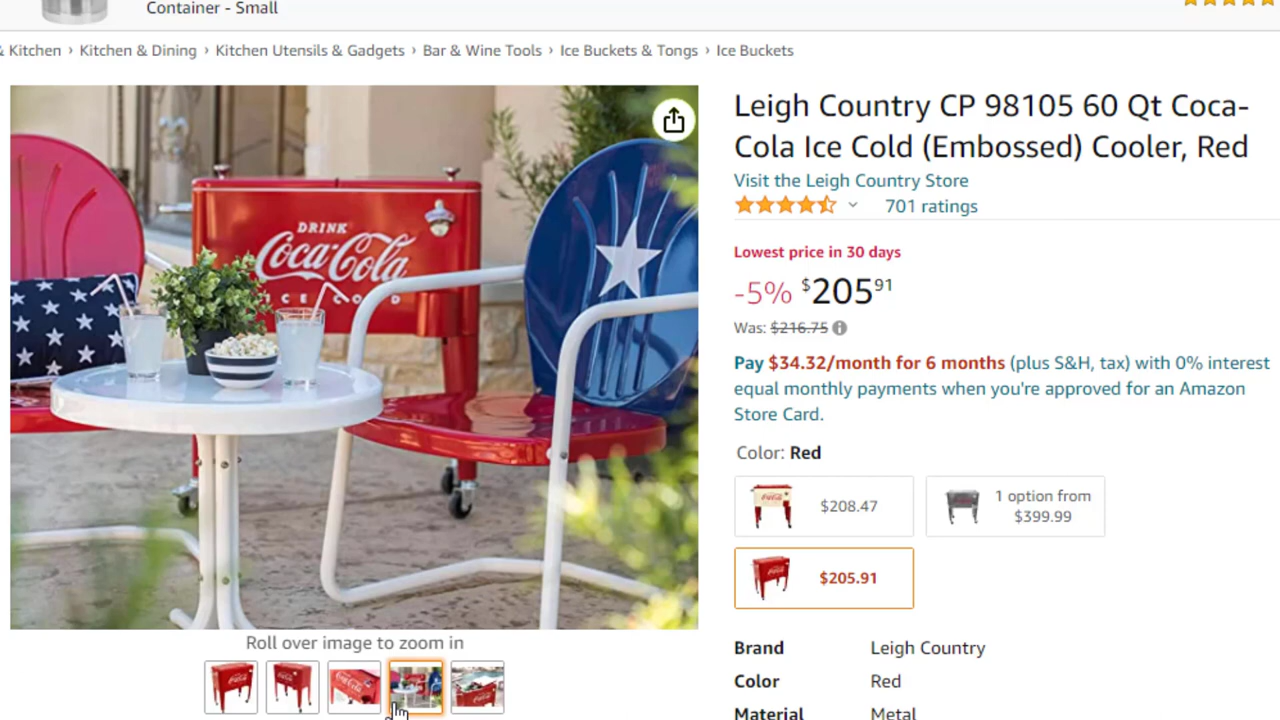 Container - Small
& Kitchen › Kitchen & Dining › Kitchen Utensils & Gadgets › Bar & Wine Tools › Ice Buckets & Tongs › Ice Buckets
Leigh Country CP 98105 60 Qt Coca-
Cola Ice Cold (Embossed) Cooler, Red
Visit the Leigh Country Store
701 ratings
DRINK
Coca-Cola
ICE COLD
Lowest price in 30 days
-5% $205 91
Was: $216.75
Pay $34.32/month for 6 months (plus S&H, tax) with 0% interest
equal monthly payments when you're approved for an Amazon
Store Card.
Color: Red
$208.47
1 option from
$399.99
$205.91
Roll over image to zoom in
Brand Leigh Country
Color Red
Material Metal